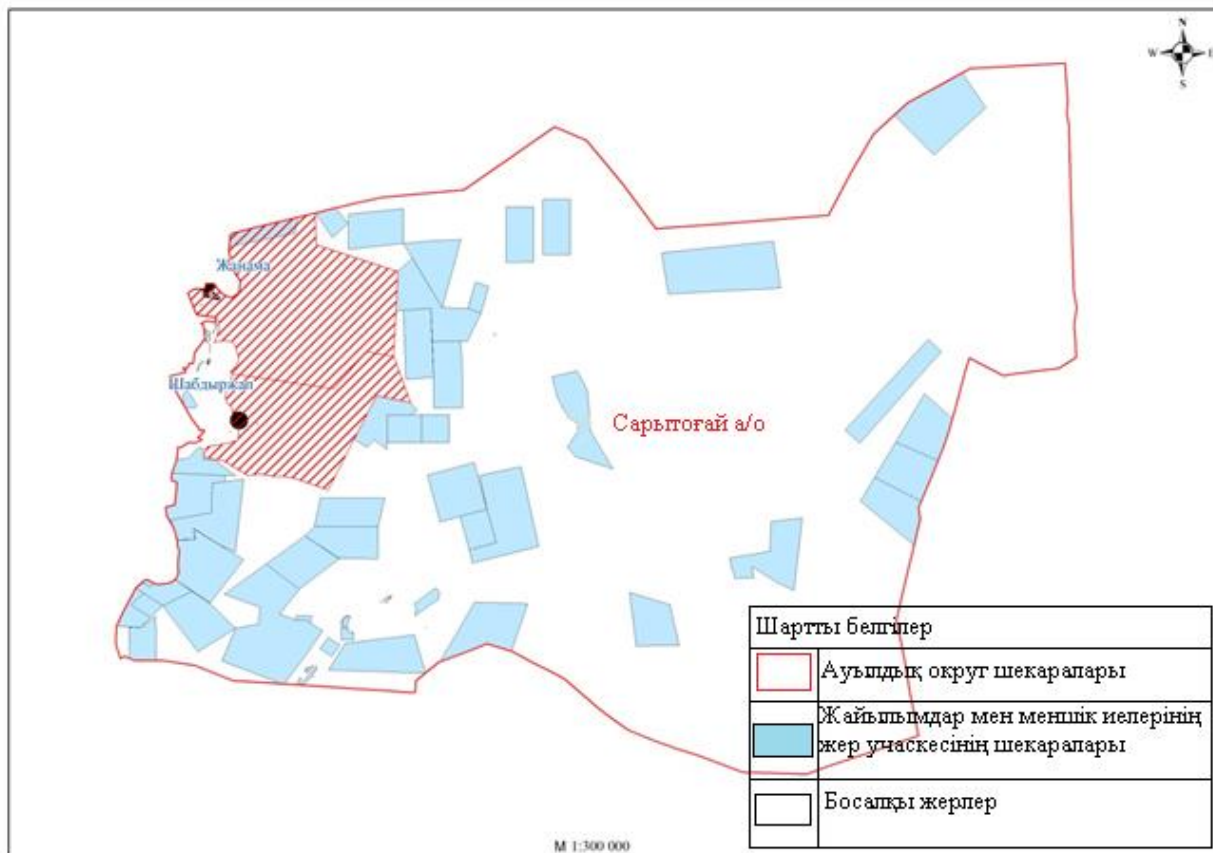 N
W E
S
Жанама
Шабдыржап
Сарытоғай а/о
Шартты белгілер
Ауылдық округ шекаралары
Жайылымдар мен меншік иелерінің
жер учаскесінің шекаралары
Босалқы жерлер
М 1:300 000